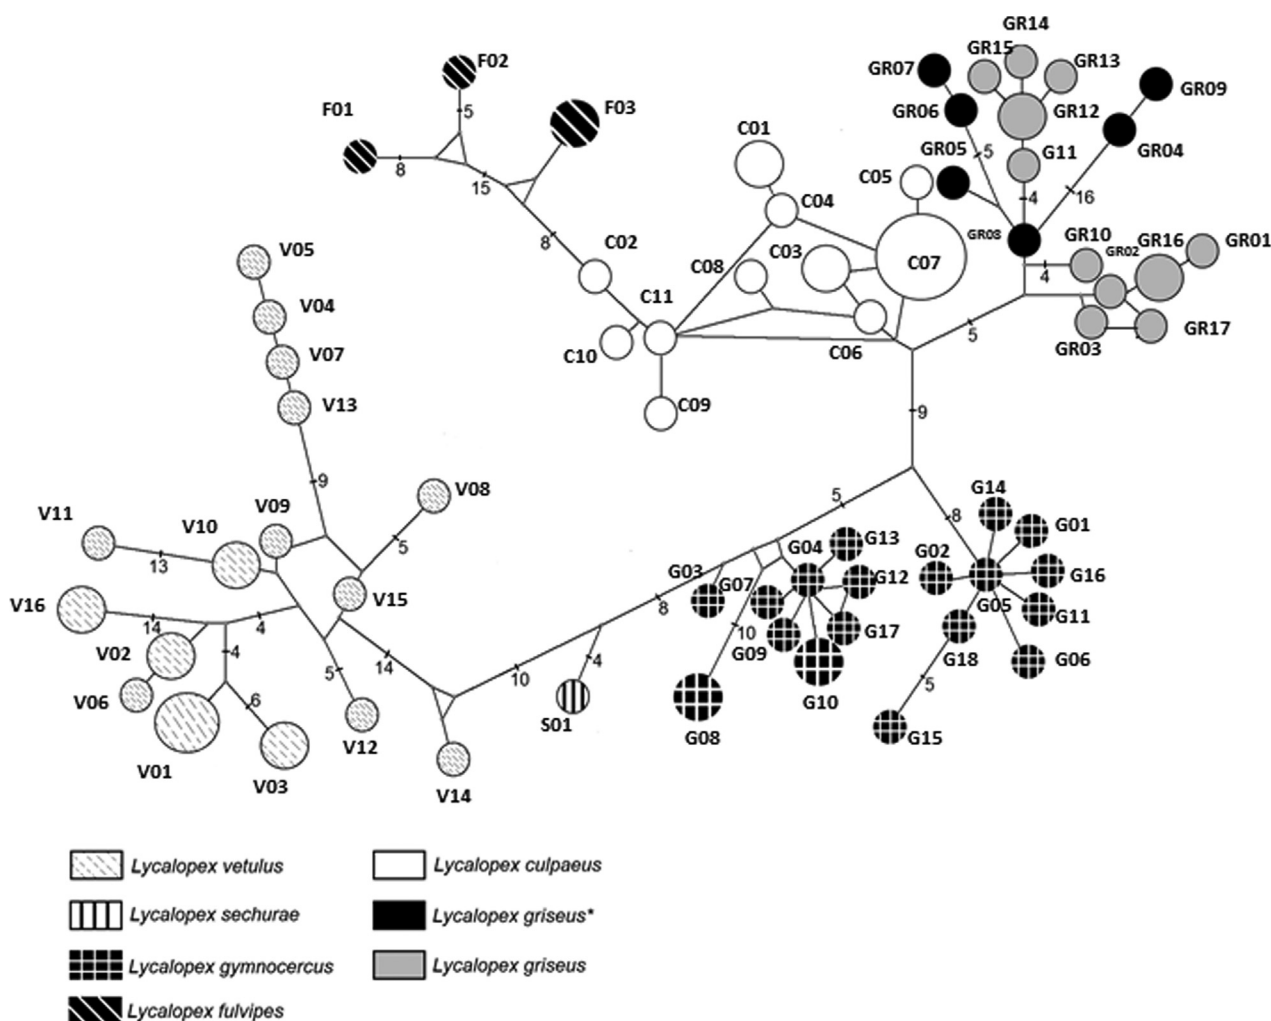 GR14
GR15
GR13
GR07
GR09
F02
GR06
GR12
F01
5
F03
C01
GR05
5
G11
GR04
8
15
C05
C04
4
16
8
C02
C03
GR08
GR10
GR02
GR16
GR01
V05
C08
C07
4
V04
C11
GR17
V07
C10
C06
5
GR03
V13
C09
9
9
V08
G14
V11
V09
5
G01
V10
8
G13
13
5
G04
G02
G16
V16
V15
G03
G07
G12
G05
G11
14
4
8
10
G17
V02
4
14
G09
G18
G06
5
10
4
5
V06
6
G10
V12
S01
G08
G15
V01
V03
V14
Lycalopex vetulus
Lycalopex culpaeus
Lycalopex sechurae
Lycalopex griseus*
Lycalopex gymnocercus
Lycalopex griseus
Lycalopex fulvipes